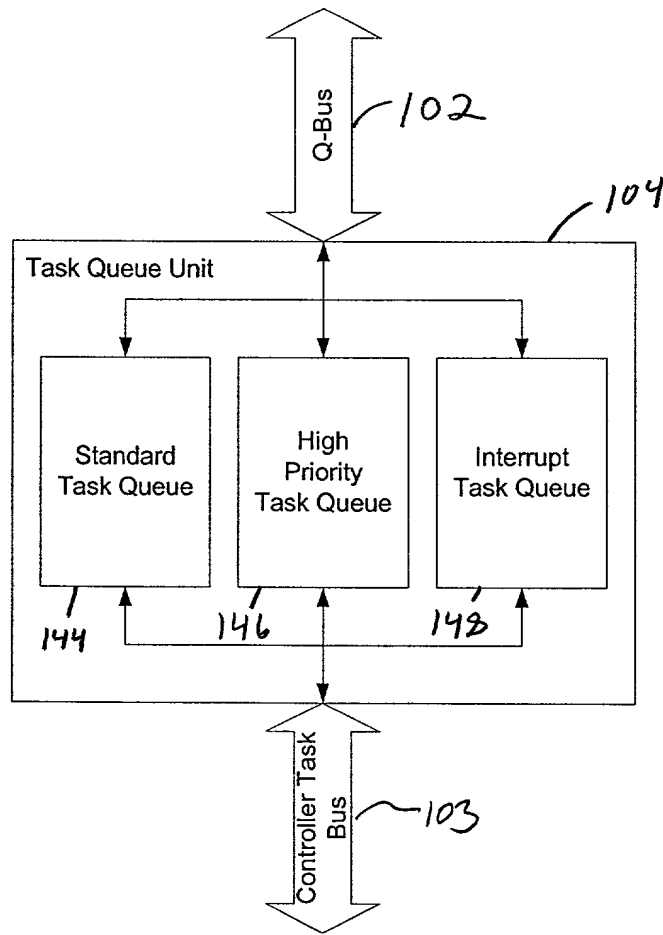 Q-Bus
102
104
Task Queue Unit
Standard
Task Queue
High
Priority
Task Queue
Interrupt
Task Queue
144
146
148
Controller Task
Bus
103